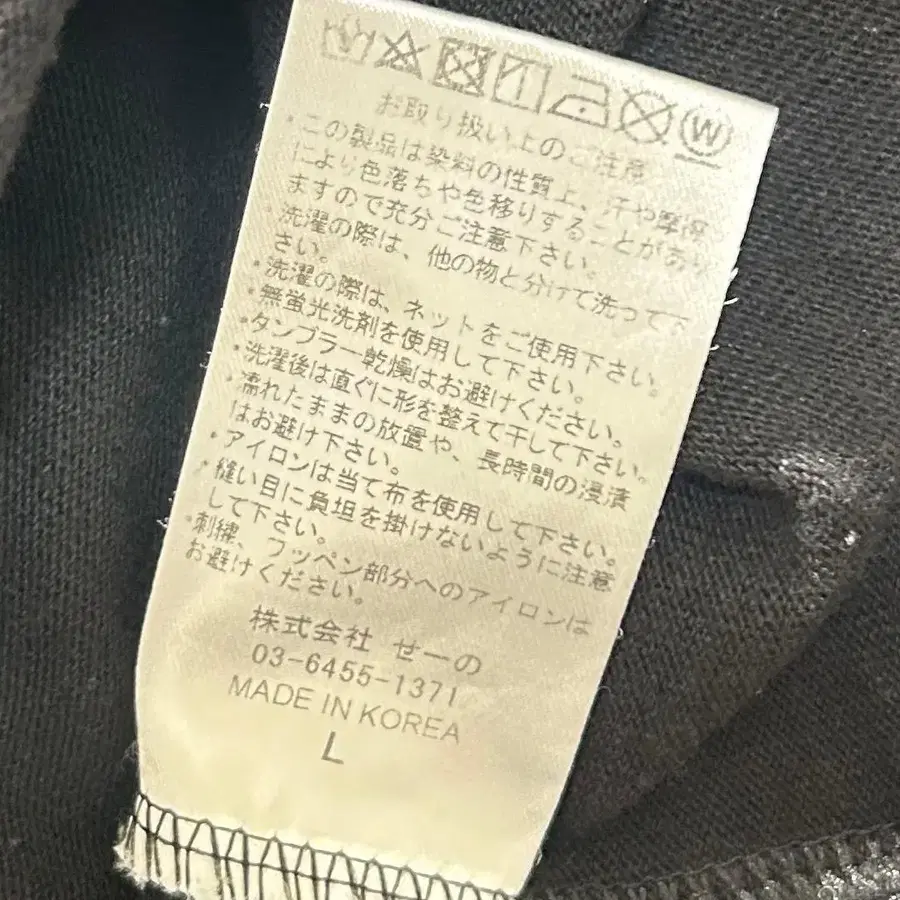 W
お取り扱い上のご注意
・この製品は染料の性質上、汗や摩擦
により色落ちや色移りすることがあり
ますので充分ご注意下さい。
・洗濯の際は、他の物と分けて洗って下
さい。
・洗濯の際は、ネットをご使用下さい。
・無蛍光洗剤を使用して下さい。
・タンブラー乾燥はお避けください。
・洗濯後は直ぐに形を整えて干して下さい。
・濡れたままの放置や、長時間の浸漬
はお避け下さい。
・アイロンは当て布を使用して下さい。
・縫い目に負担を掛けないように注意
して下さい。
・刺繍、ワッペン部分へのアイロンは
お避けください。
株式会社 せーの
03-6455-1371
MADE IN KOREA
L